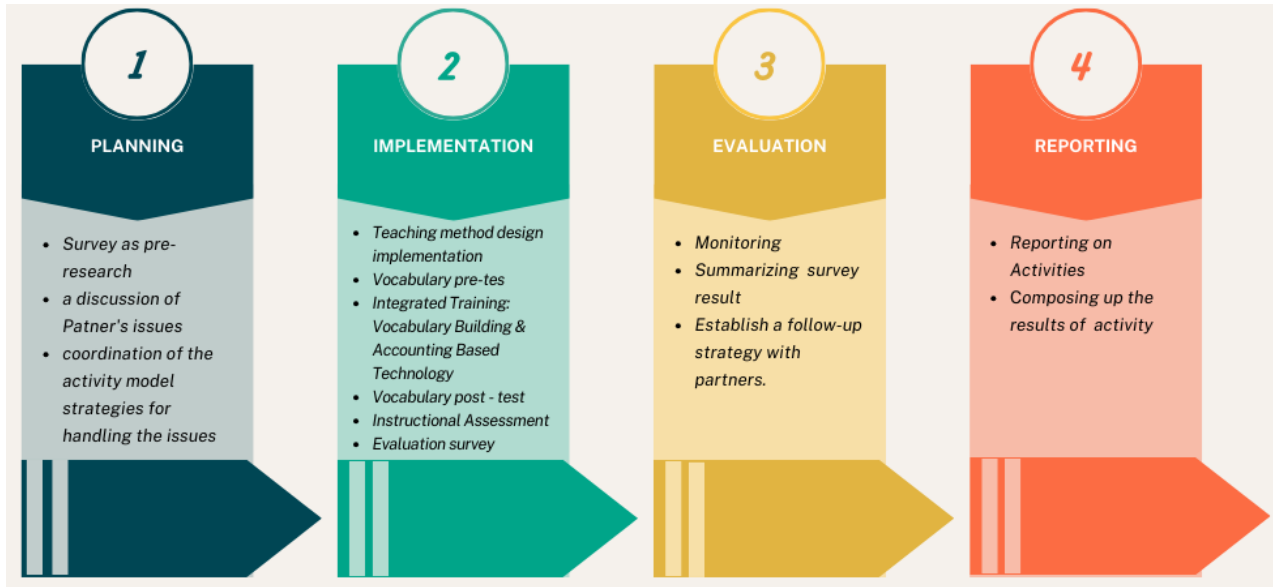 1
PLANNING
• Survey as pre-
research
• a discussion of
Patner's issues
• coordination of the
activity model
strategies for
handling the issues
2
IMPLEMENTATION
• Teaching method design
implementation
• Vocabulary pre-tes
• Integrated Training:
Vocabulary Building &
Accounting Based
Technology
• Vocabulary post - test
• Instructional Assessment
• Evaluation survey
3
EVALUATION
• Monitoring
• Summarizing survey
result
• Establish a follow-up
strategy with
partners.
4
REPORTING
• Reporting on
Activities
• Composing up the
results of activity